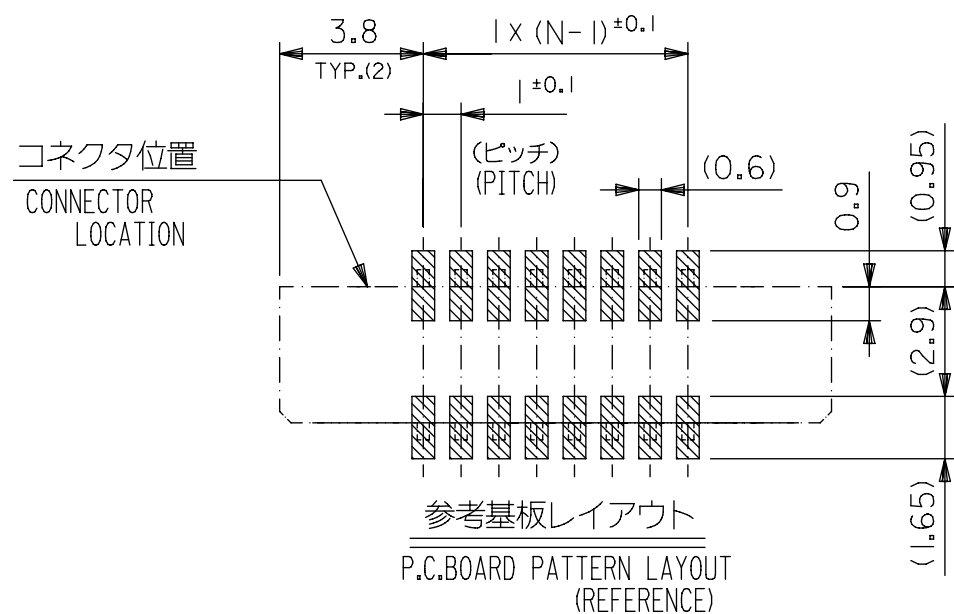 3.8
TYP.(2)
1 X (N-1) ±0.1
1 ±0.1
(ピッチ)
(PITCH)
(0.6)
0.9
(0.95)
コネクタ位置
CONNECTOR
LOCATION
(2.9)
(1.65)
参考基板レイアウト
P.C.BOARD PATTERN LAYOUT
(REFERENCE)